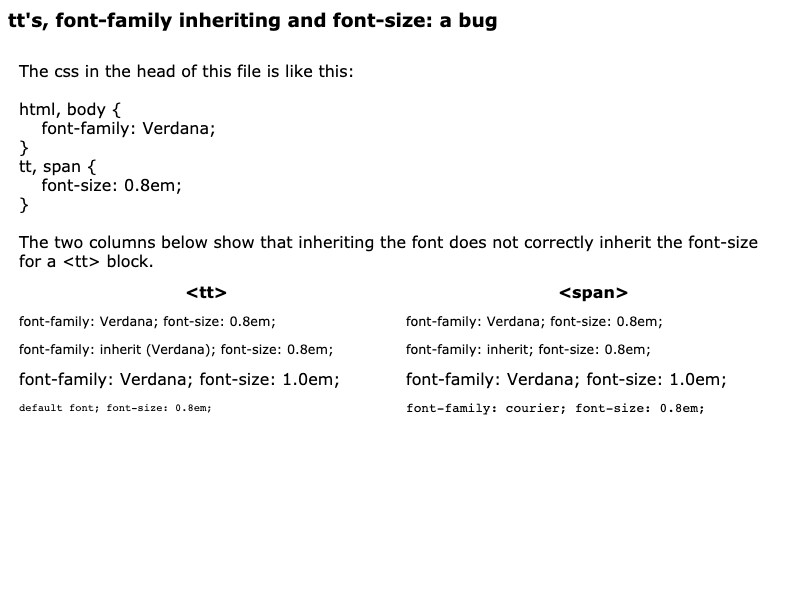 tt's, font-family inheriting and font-size: a bug
The css in the head of this file is like this:
html, body {
font-family: Verdana;
}
tt, span {
font-size: 0.8em;
}
The two columns below show that inheriting the font does not correctly inherit the font-size
for a <tt> block.
<tt> <span>
font-family: Verdana; font-size: 0.8em; font-family: Verdana; font-size: 0.8em;
font-family: inherit (Verdana); font-size: 0.8em; font-family: inherit; font-size: 0.8em;
font-family: Verdana; font-size: 1.0em; font-family: Verdana; font-size: 1.0em;
default font; font-size: 0.8em; font-family: courier; font-size: 0.8em;